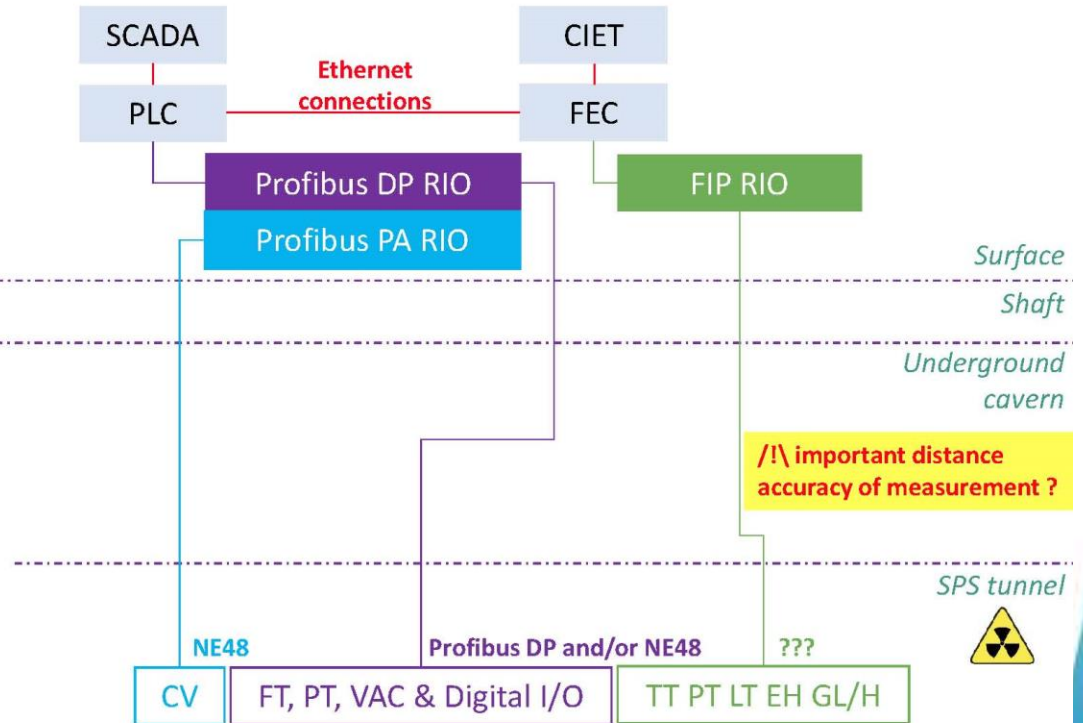 SCADA
CIET
Ethernet
connections
PLC
FEC
Profibus DP RIO
FIP RIO
Profibus PA RIO
Surface
Shaft
Underground
cavern
/!\ important distance
accuracy of measurement ?
SPS tunnel
NE48
Profibus DP and/or NE48
???
CV
FT, PT, VAC & Digital I/O
TT PT LT EH GL/H